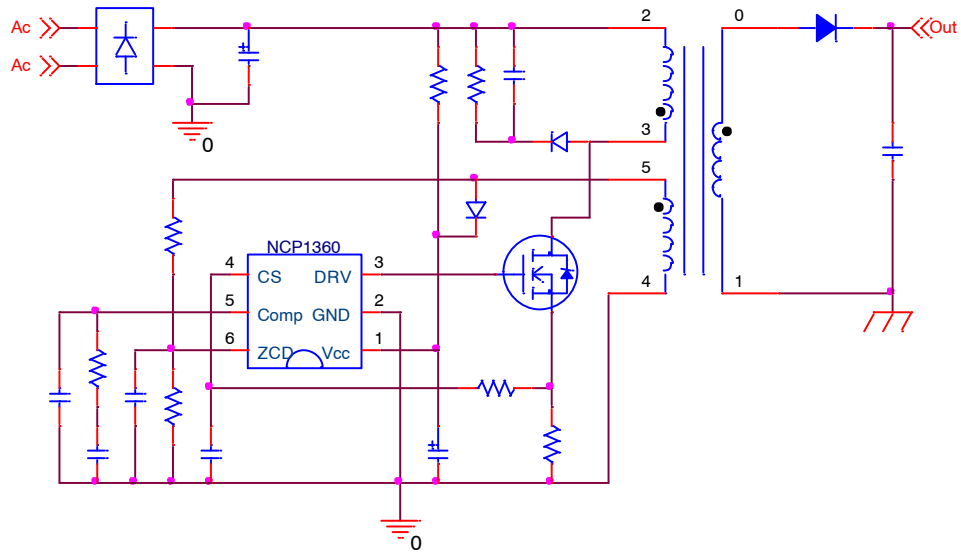 2 0
Ac Out
Ac
3
0
5
NCP1360
4 CS DRV 3
4 1
5 Comp GND 2
6 ZCD Vcc 1
0